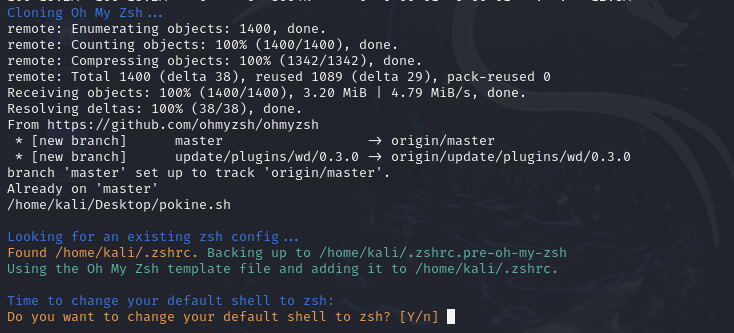 Cloning Oh My Zsh...
remote: Enumerating objects: 1400, done.
remote: Counting objects: 100% (1400/1400), done.
remote: Compressing objects: 100% (1342/1342), done.
remote: Total 1400 (delta 38), reused 1089 (delta 29), pack-reused 0
Receiving objects: 100% (1400/1400), 3.20 MiB | 4.79 MiB/s, done.
Resolving deltas: 100% (38/38), done.
From https://github.com/ohmyzsh/ohmyzsh
 * [new branch]      master                → origin/master
 * [new branch]      update/plugins/wd/0.3.0 → origin/update/plugins/wd/0.3.0
branch 'master' set up to track 'origin/master'.
Already on 'master'
/home/kali/Desktop/pokine.sh
Looking for an existing zsh config...
Found /home/kali/.zshrc. Backing up to /home/kali/.zshrc.pre-oh-my-zsh
Using the Oh My Zsh template file and adding it to /home/kali/.zshrc.
Time to change your default shell to zsh:
Do you want to change your default shell to zsh? [Y/n]